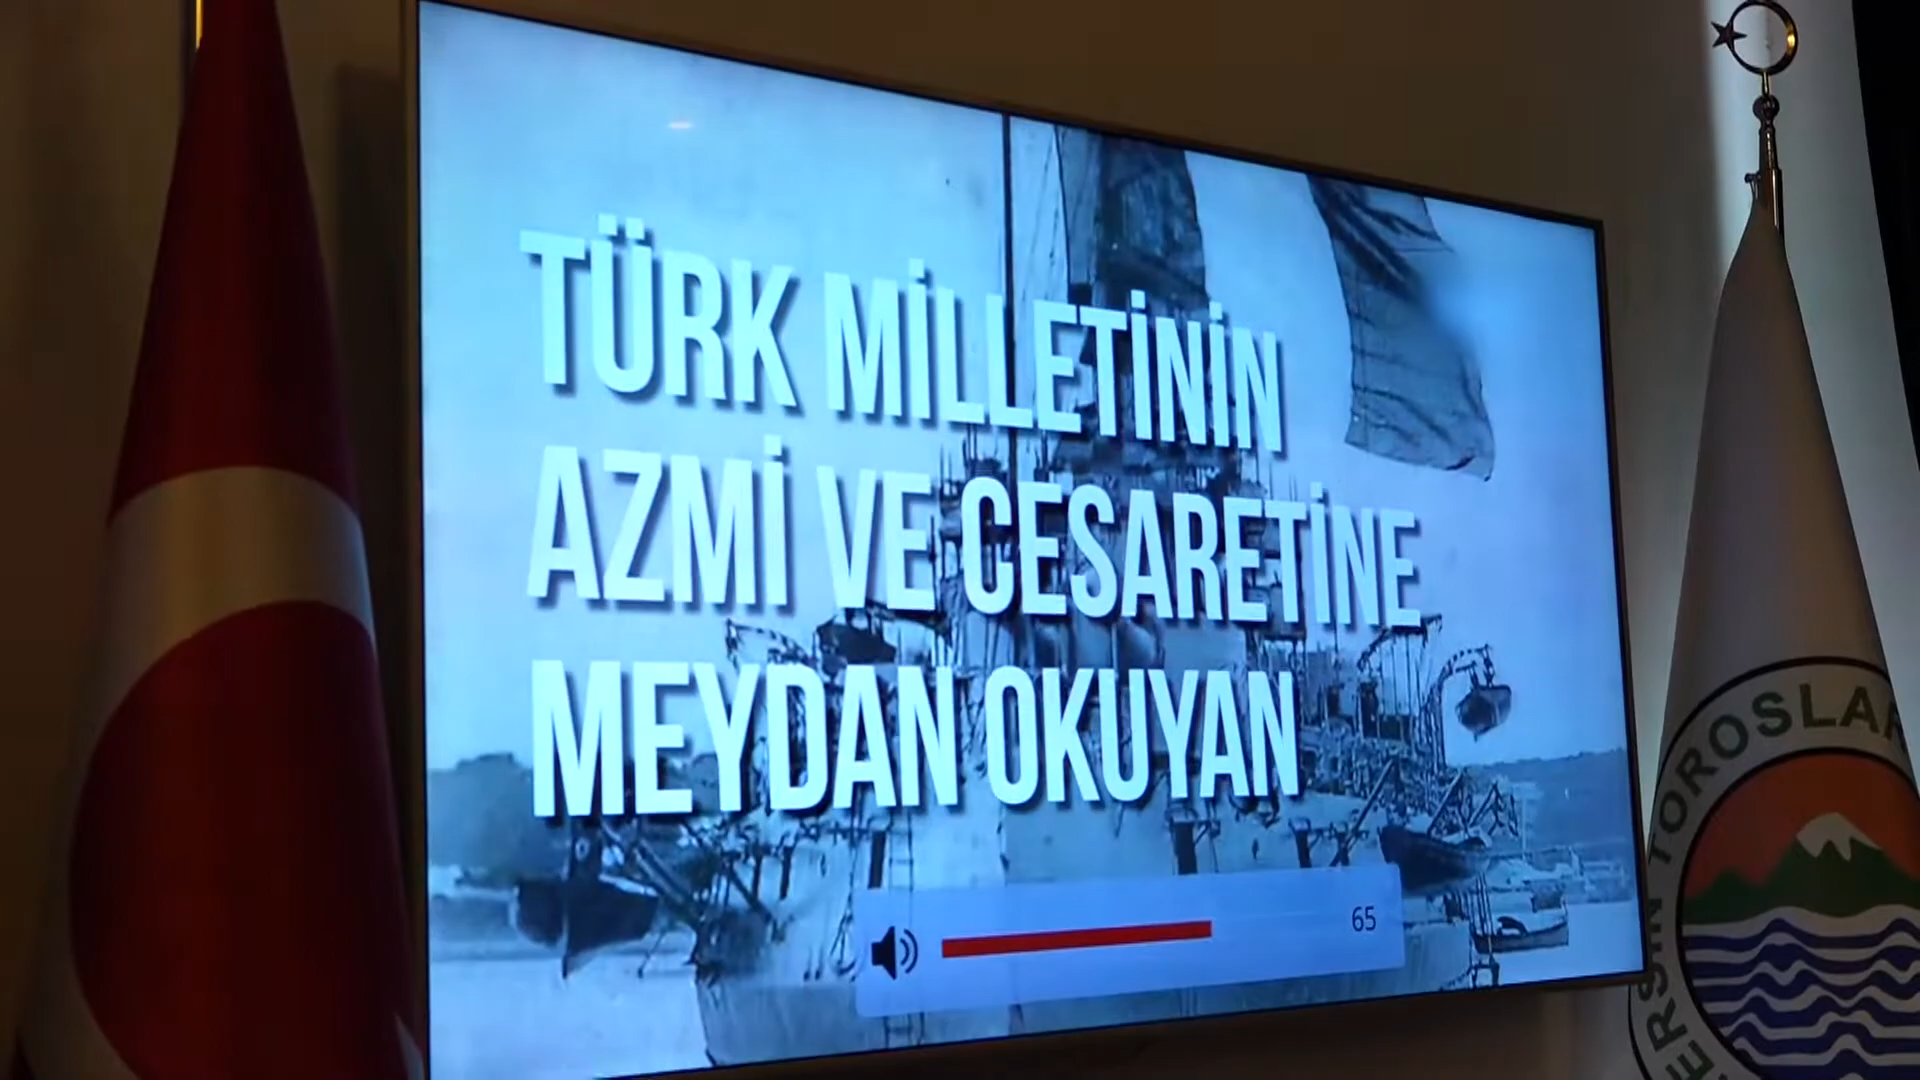 TÜRK MİLLETİNİN
AZMİ VE CESARETİNE
MEYDAN OKUYAN
65
TOROSLAR